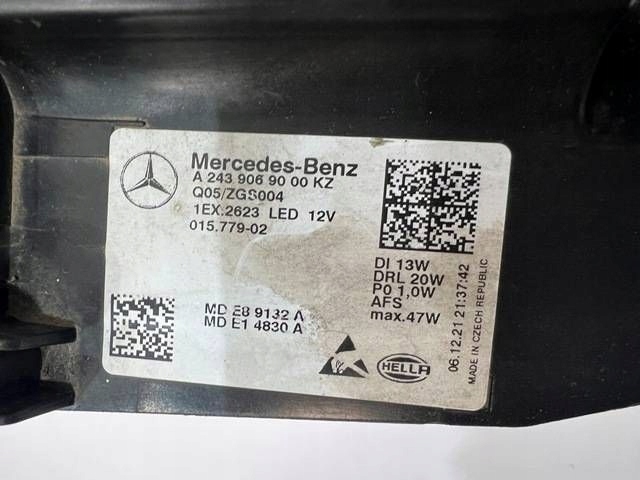 Mercedes-Benz
A 243 906 90 00 KZ
Q05/ZGS004
1EX.2623 LED 12V
015.779-02
MD E8 9132 A
MD E1 4830 A
DI 13W
DRL 20W
PO 1,0W
AFS
max.47W
HELLA
06.12.21 21:37:42
MADE IN CZECH REPUBLIC